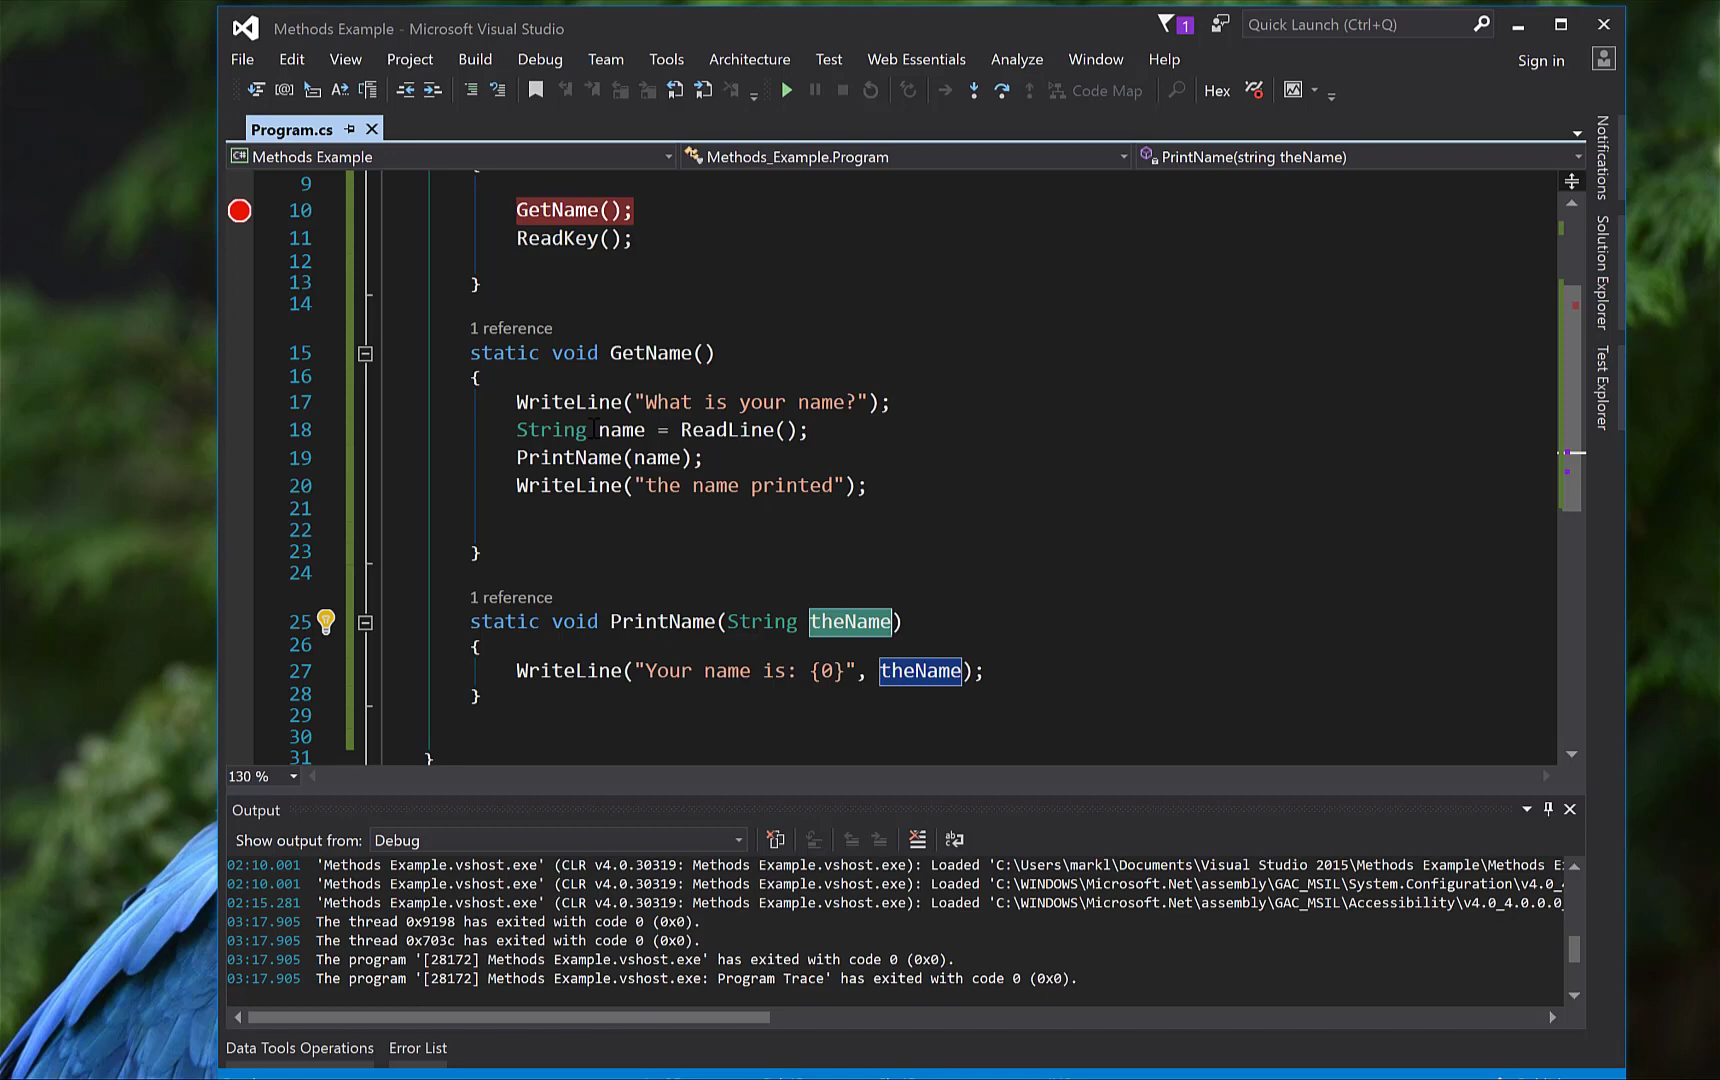 Methods Example - Microsoft Visual Studio
1
Quick Launch (Ctrl+Q)
File Edit View Project Build Debug Team Tools Architecture Test Web Essentials Analyze Window Help Sign in
Code Map Hex
Program.cs
Methods Example Methods_Example.Program PrintName(string theName)
9
10 GetName();
11 ReadKey();
12
13 }
14
1 reference
15 static void GetName()
16 {
17 WriteLine("What is your name?");
18 String name = ReadLine();
19 PrintName(name);
20 WriteLine("the name printed");
21
22
23 }
24
1 reference
25 static void PrintName(String theName)
26 {
27 WriteLine("Your name is: {0}", theName);
28 }
29
30
31 }
130 %
Notifications
Solution Explorer
Test Explorer
Output
Show output from: Debug
02:10.001 'Methods Example.vshost.exe' (CLR v4.0.30319: Methods Example.vshost.exe): Loaded 'C:\Users\markl\Documents\Visual Studio 2015\Methods Example\Methods E
02:10.001 'Methods Example.vshost.exe' (CLR v4.0.30319: Methods Example.vshost.exe): Loaded 'C:\WINDOWS\Microsoft.Net\assembly\GAC_MSIL\System.Configuration\v4.0_
02:15.281 'Methods Example.vshost.exe' (CLR v4.0.30319: Methods Example.vshost.exe): Loaded 'C:\WINDOWS\Microsoft.Net\assembly\GAC_MSIL\Accessibility\v4.0_4.0.0.0_
03:17.905 The thread 0x9198 has exited with code 0 (0x0).
03:17.905 The thread 0x703c has exited with code 0 (0x0).
03:17.905 The program '[28172] Methods Example.vshost.exe' has exited with code 0 (0x0).
03:17.905 The program '[28172] Methods Example.vshost.exe: Program Trace' has exited with code 0 (0x0).
Data Tools Operations Error List